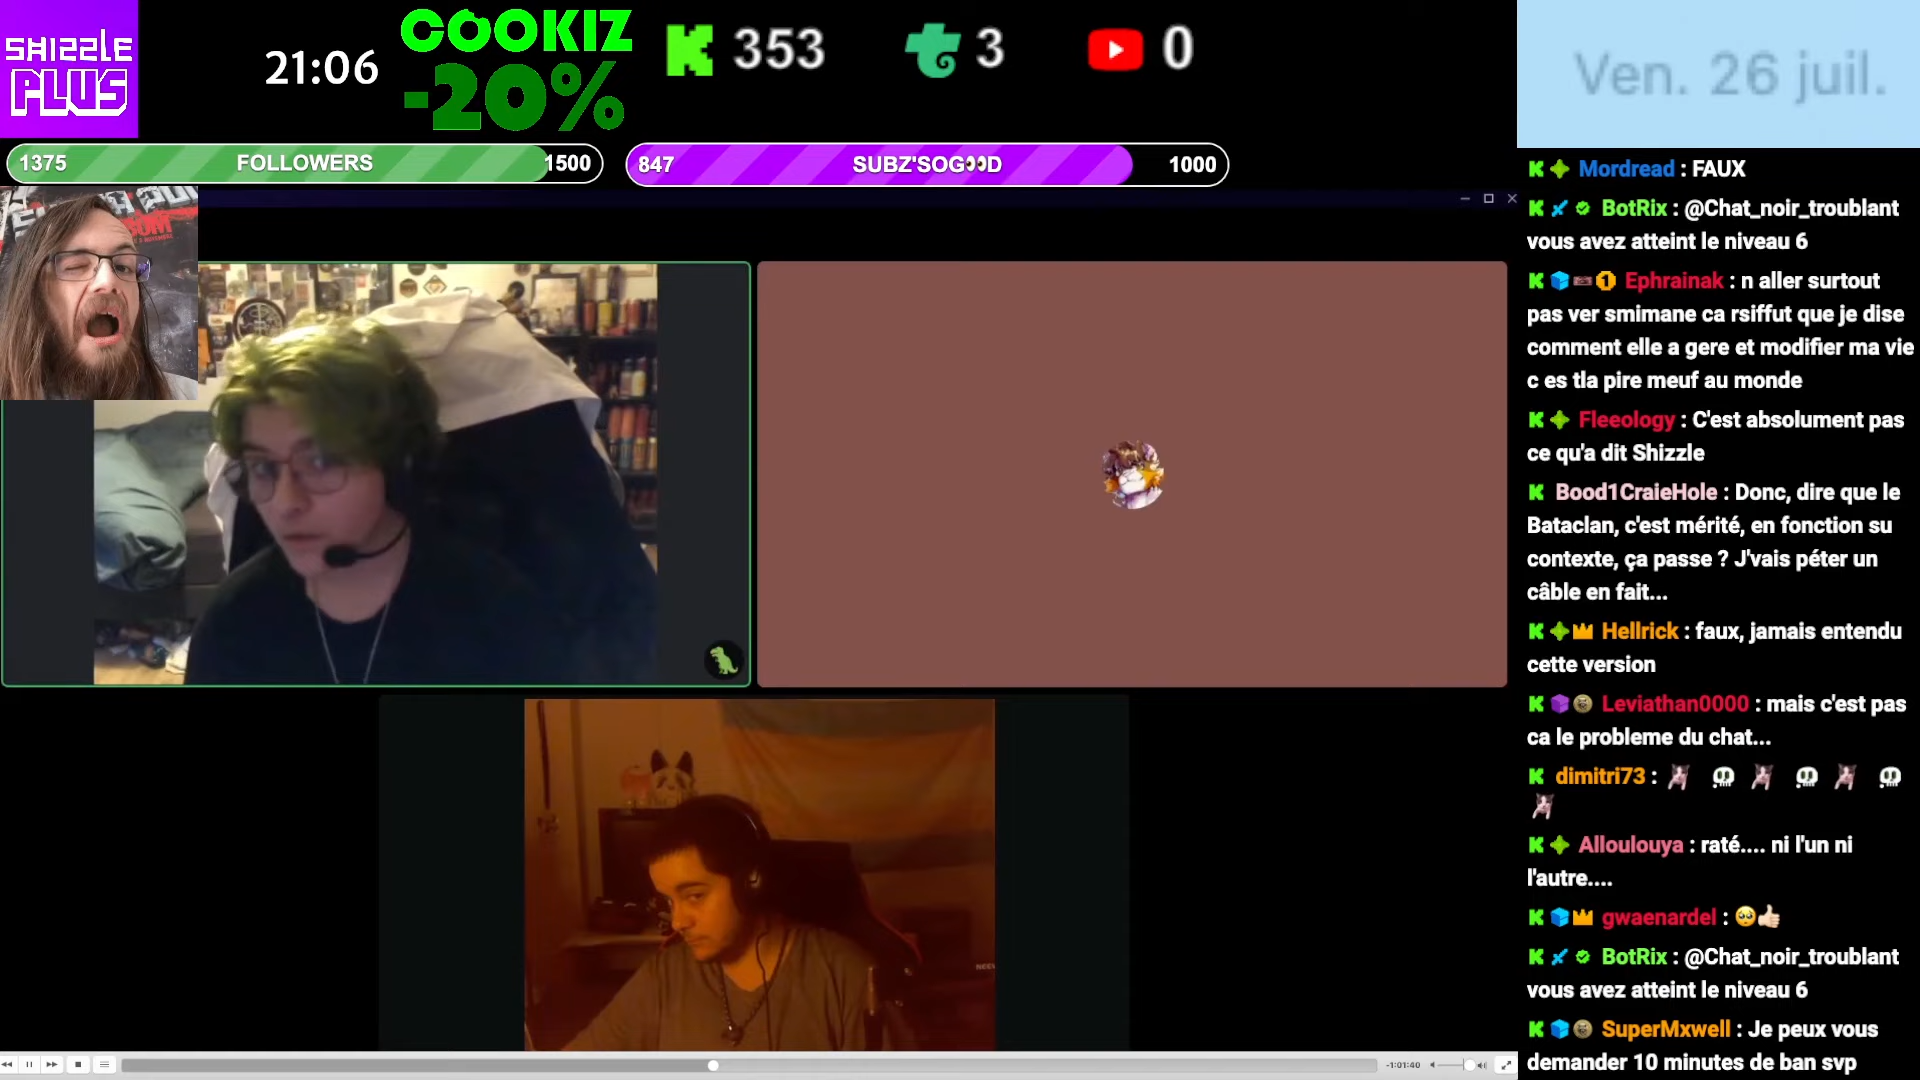 SHIZZLE
PLUS
21:06
COOKIZ
-20%
353
3
0
Ven. 26 juil.
1375 FOLLOWERS 1500
847 SUBZ'SOG👀D 1000
Mordread : FAUX
BotRix : @Chat_noir_troublant
vous avez atteint le niveau 6
Ephrainak : n aller surtout
pas ver smimane ca rsiffut que je dise
comment elle a gere et modifier ma vie
c es tla pire meuf au monde
Fleeology : C'est absolument pas
ce qu'a dit Shizzle
Bood1CraieHole : Donc, dire que le
Bataclan, c'est mérité, en fonction su
contexte, ça passe ? J'vais péter un
câble en fait...
Hellrick : faux, jamais entendu
cette version
Leviathan0000 : mais c'est pas
ca le probleme du chat...
dimitri73 :
Alloulouya : raté.... ni l'un ni
l'autre....
gwaenardel : 🥺👍🏻
BotRix : @Chat_noir_troublant
vous avez atteint le niveau 6
SuperMxwell : Je peux vous
demander 10 minutes de ban svp
-1:01:40